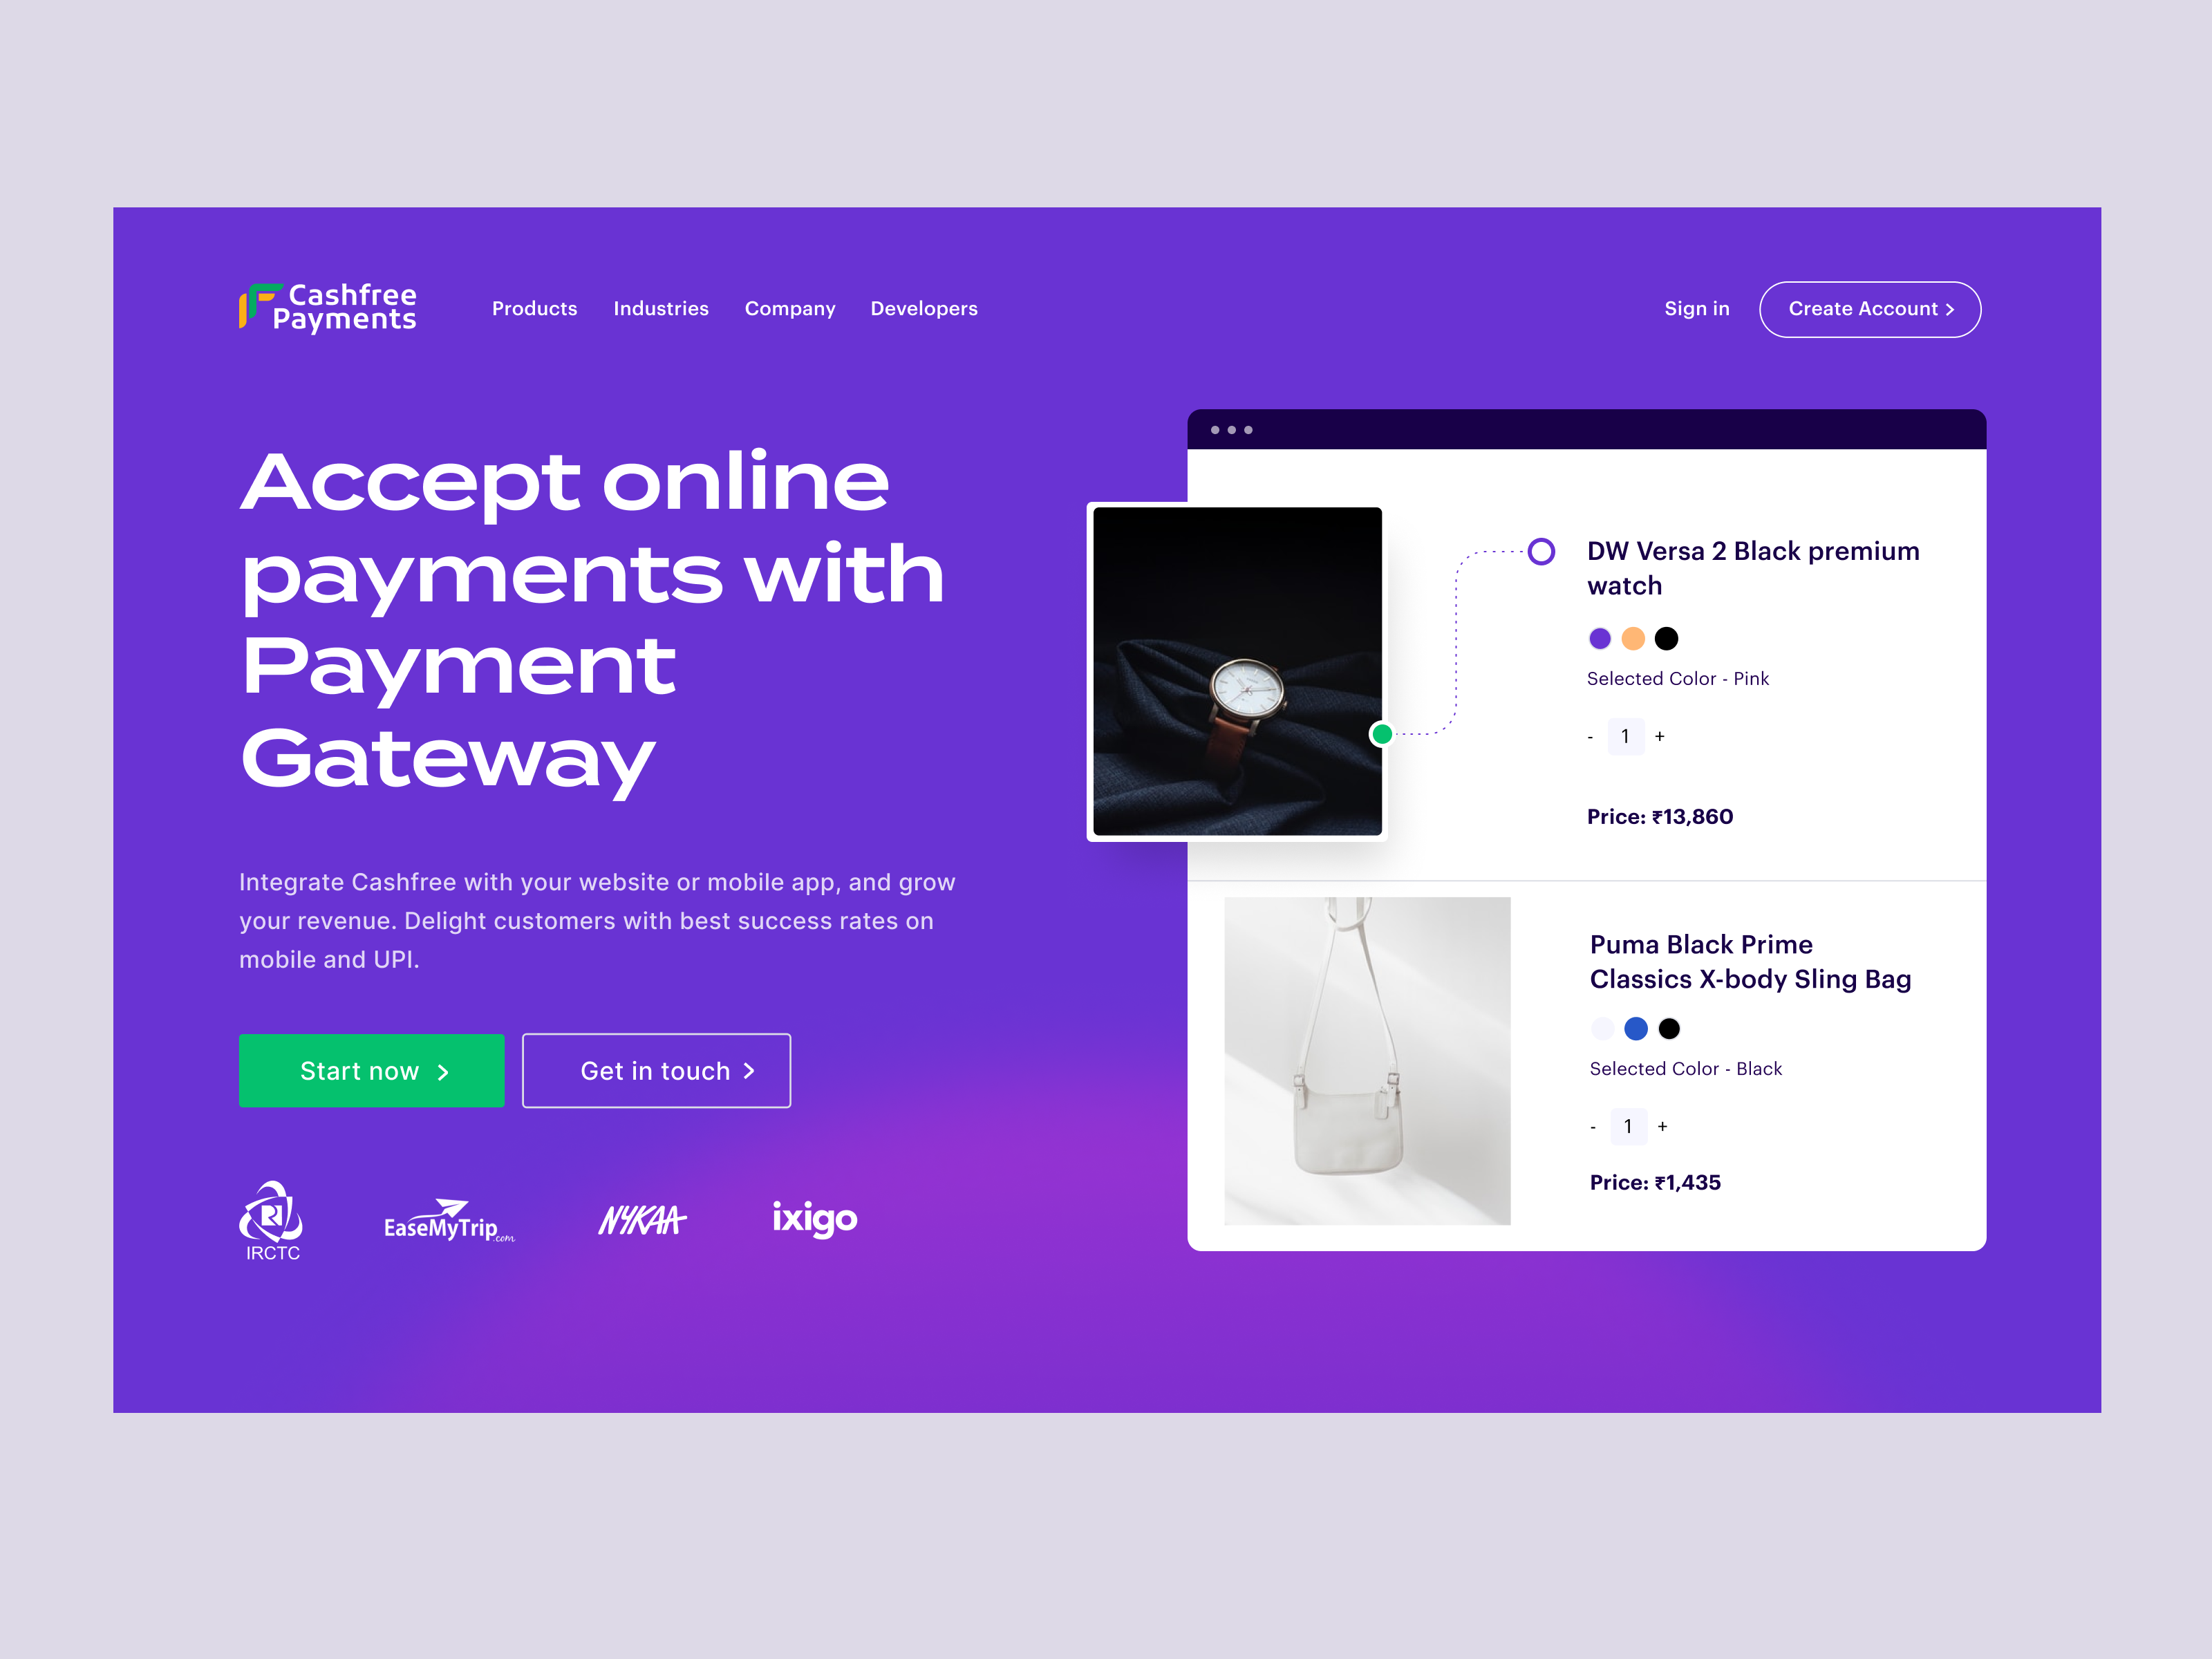 Cashfree
Payments
Products
Industries
Company
Developers
Sign in
Create Account >
Accept online
payments with
Payment
Gateway
Integrate Cashfree with your website or mobile app, and grow
your revenue. Delight customers with best success rates on
mobile and UPI.
Start now >
Get in touch >
IRCTC
EaseMyTrip.com
NYKAA
ixigo
DW Versa 2 Black premium
watch
Selected Color - Pink
- 1 +
Price: ₹13,860
Puma Black Prime
Classics X-body Sling Bag
Selected Color - Black
- 1 +
Price: ₹1,435